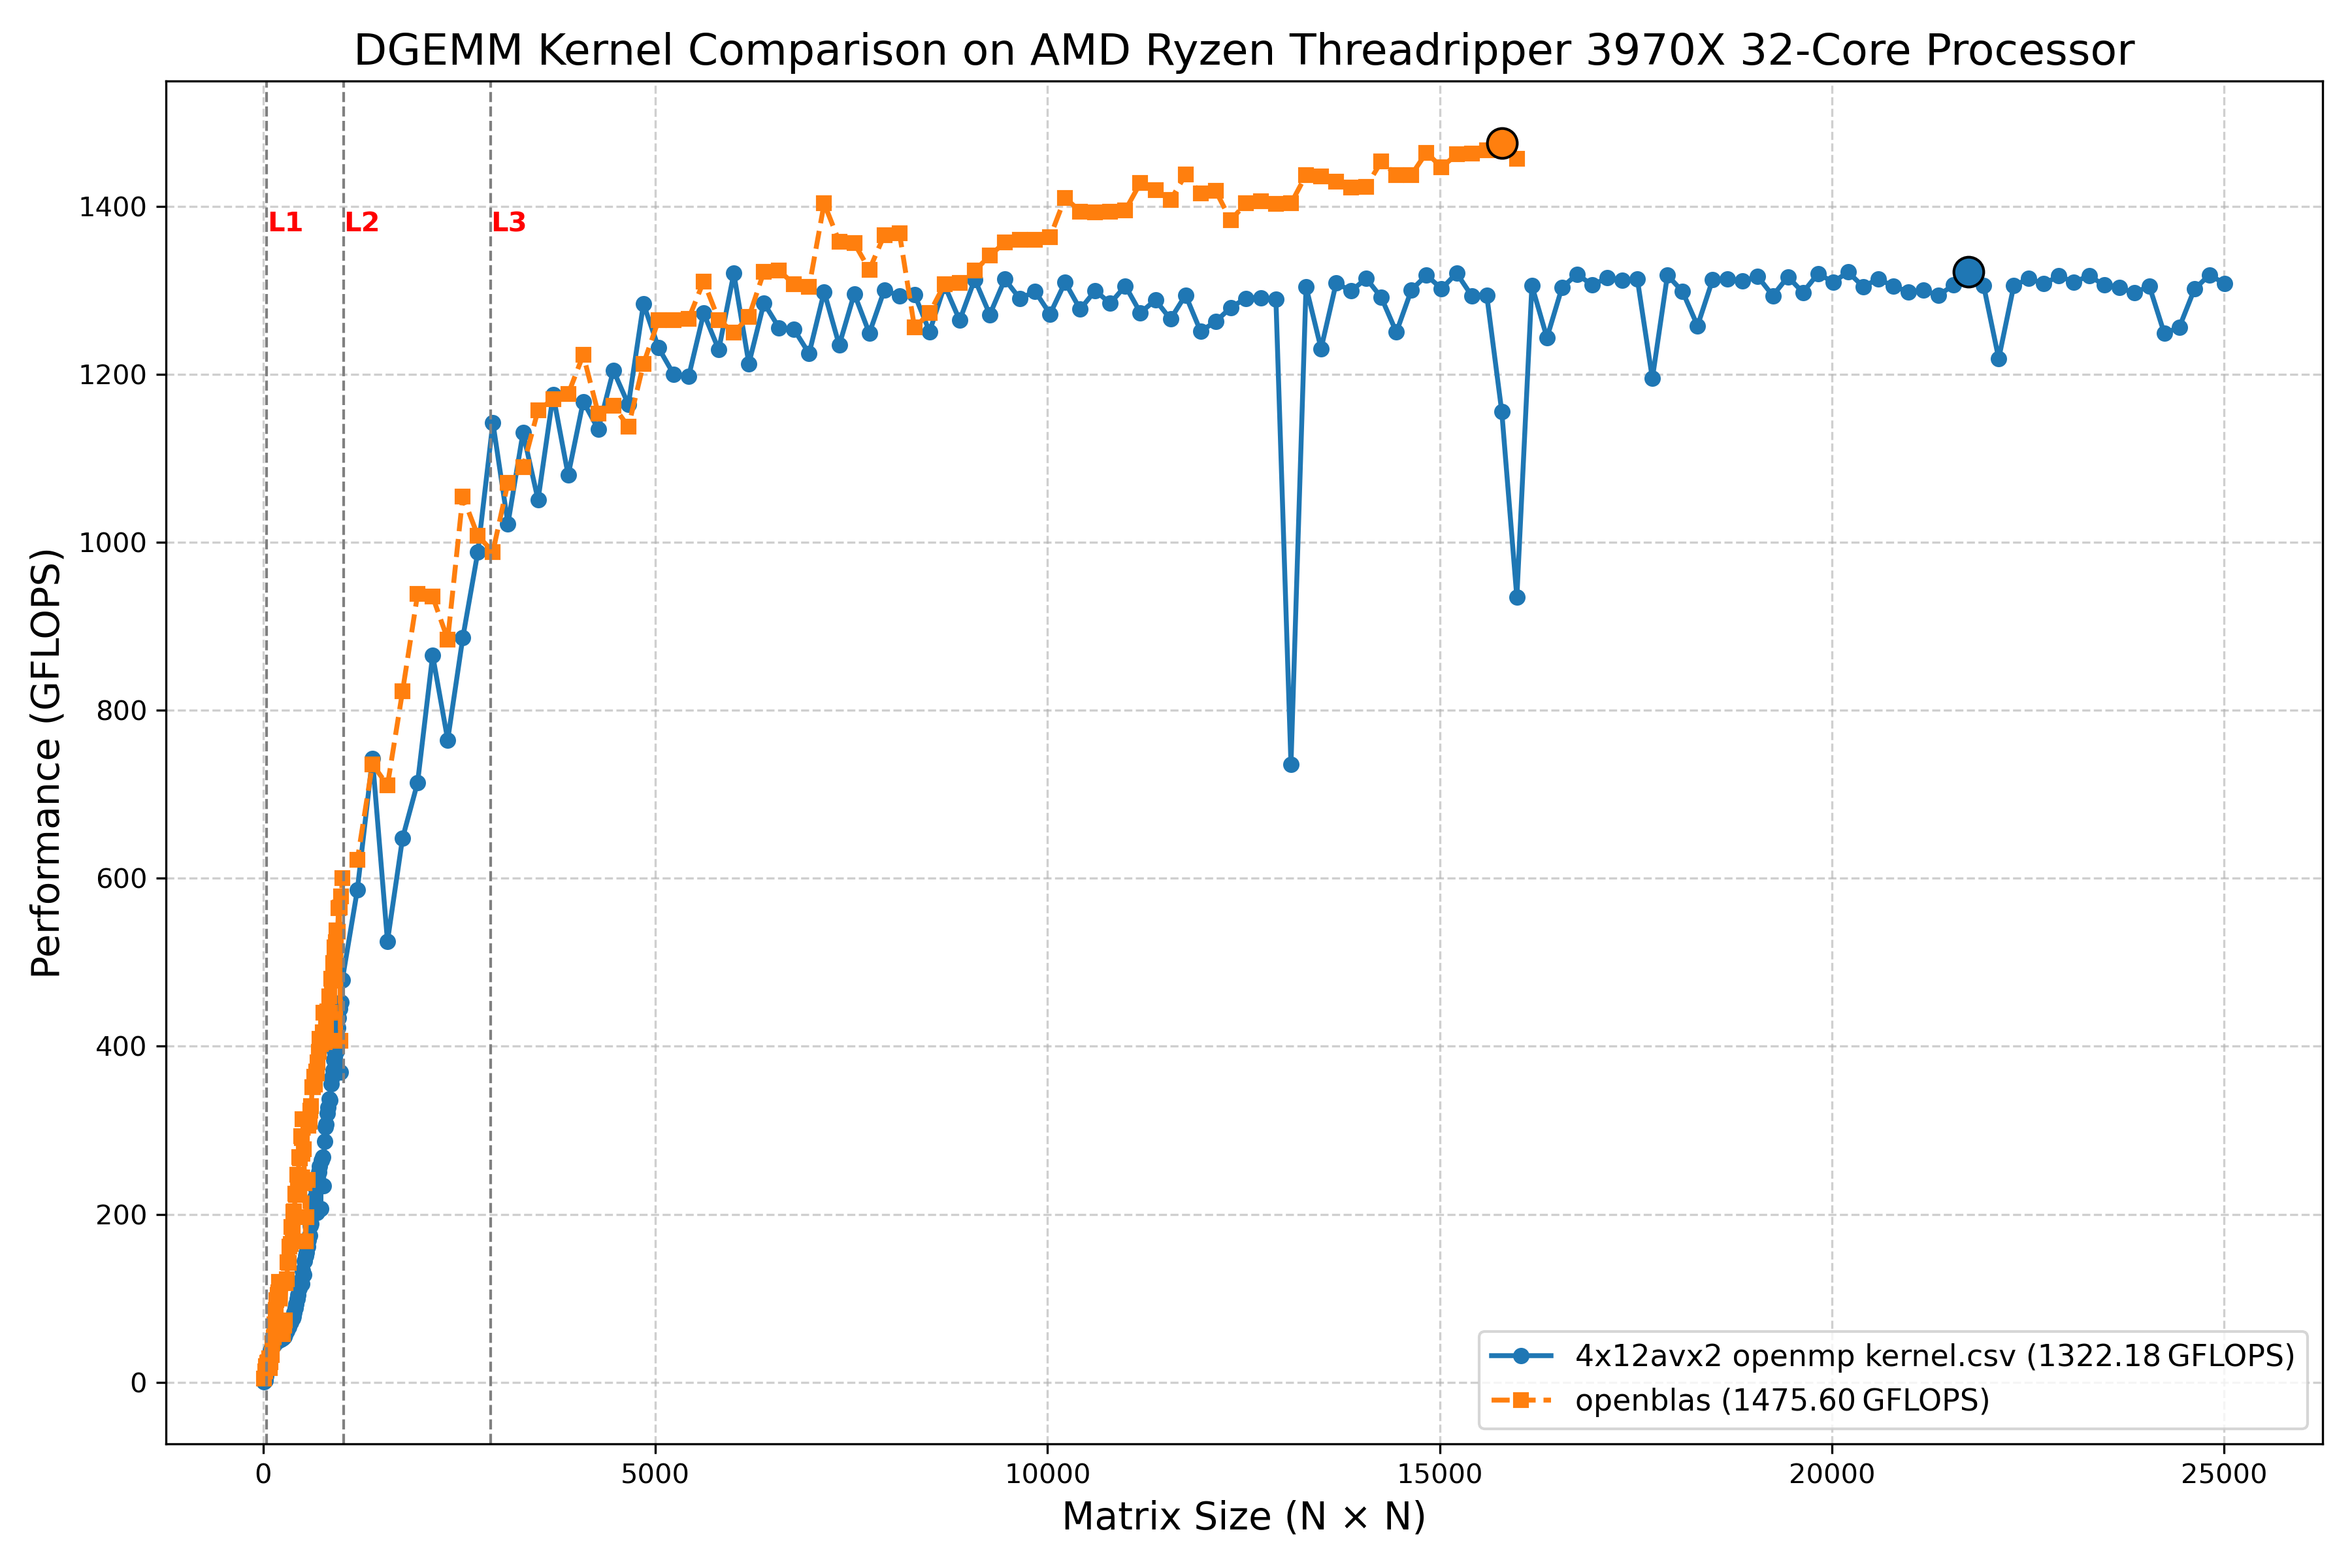 DGEMM Kernel Comparison on AMD Ryzen Threadripper 3970X 32-Core Processor
Performance (GFLOPS)
1400
1200
1000
800
600
400
200
0
L1
L2
L3
4x12avx2 openmp kernel.csv (1322.18 GFLOPS)
openblas (1475.60 GFLOPS)
0
5000
10000
15000
20000
25000
Matrix Size (N × N)